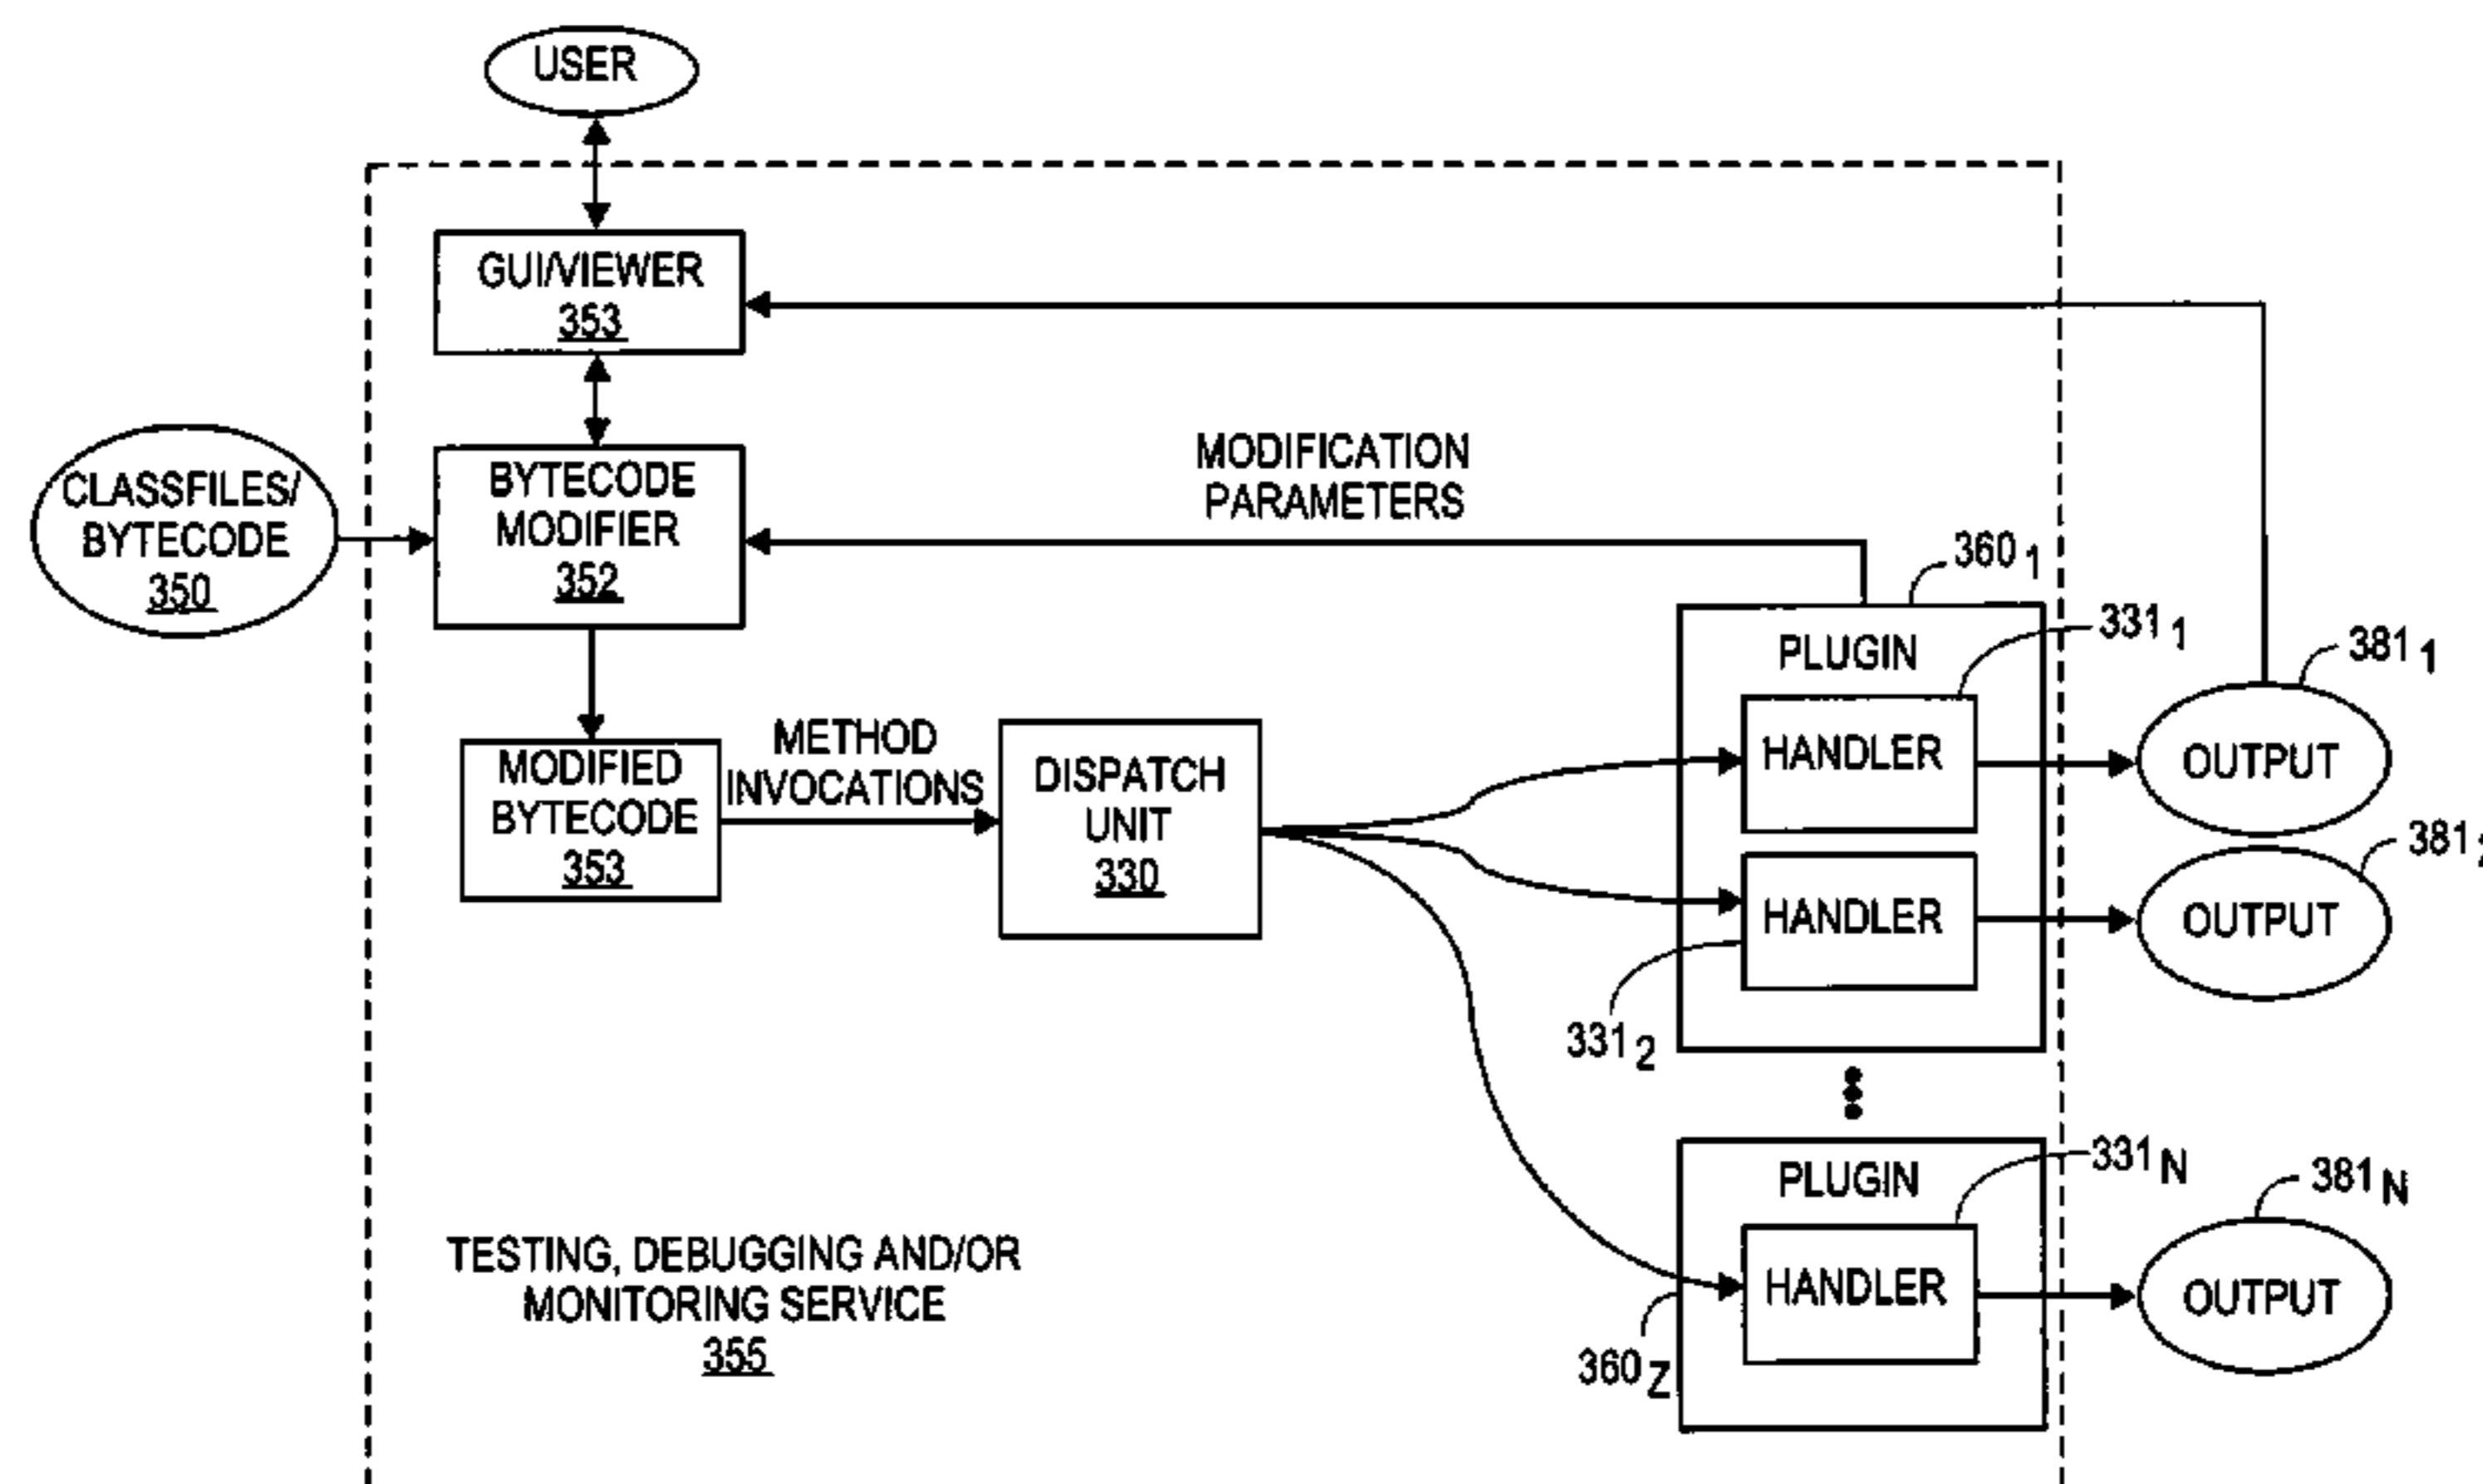 USER
GUI/VIEWER
353
CLASSFILES/
BYTECODE
350
BYTECODE
MODIFIER
352
MODIFICATION
PARAMETERS
360 1
PLUGIN
331 1
HANDLER
381 1
OUTPUT
MODIFIED
BYTECODE
353
METHOD
INVOCATIONS
DISPATCH
UNIT
330
HANDLER
331 2
381 2
OUTPUT
PLUGIN
331 N
HANDLER
360 Z
381 N
OUTPUT
TESTING, DEBUGGING AND/OR
MONITORING SERVICE
355